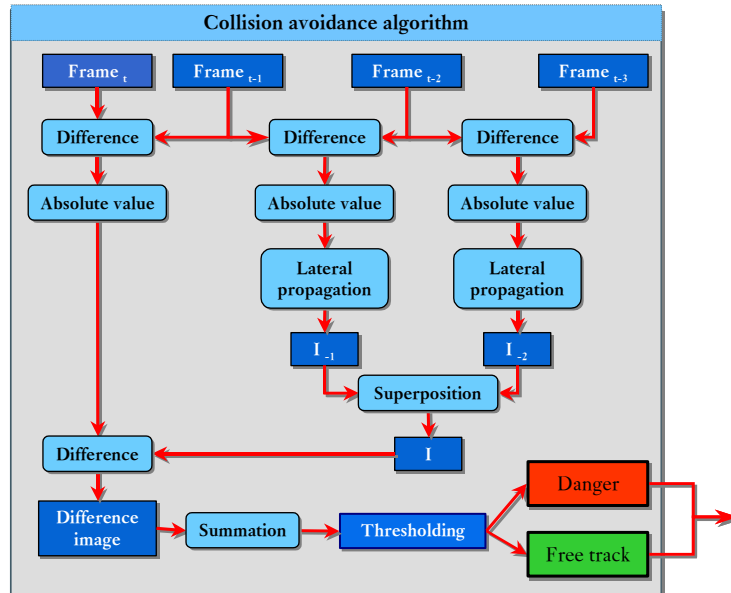 Collision avoidance algorithm
Frame t
Frame t-1
Frame t-2
Frame t-3
Difference
Difference
Difference
Absolute value
Absolute value
Absolute value
Lateral
propagation
Lateral
propagation
I -1
I -2
Superposition
Difference
I
Difference
image
Summation
Thresholding
Danger
Free track